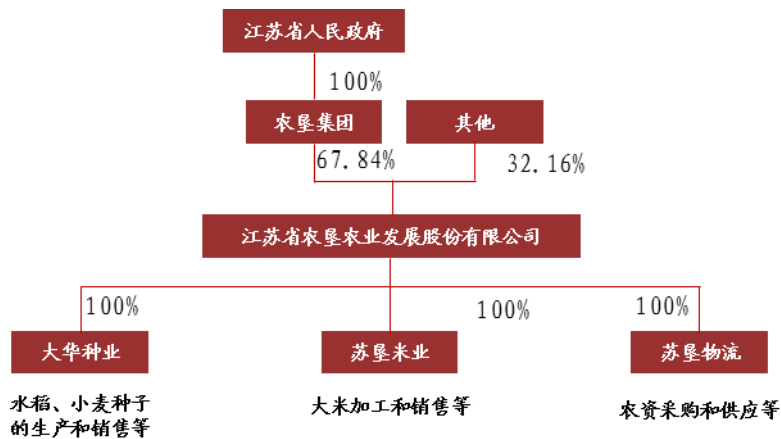 江苏省人民政府
100%
农垦集团
其他
67.84%
32.16%
江苏省农垦农业发展股份有限公司
100%
100%
100%
大华种业
苏垦米业
苏垦物流
水稻、小麦种子
的生产和销售等
大米加工和销售等
农资采购和供应等